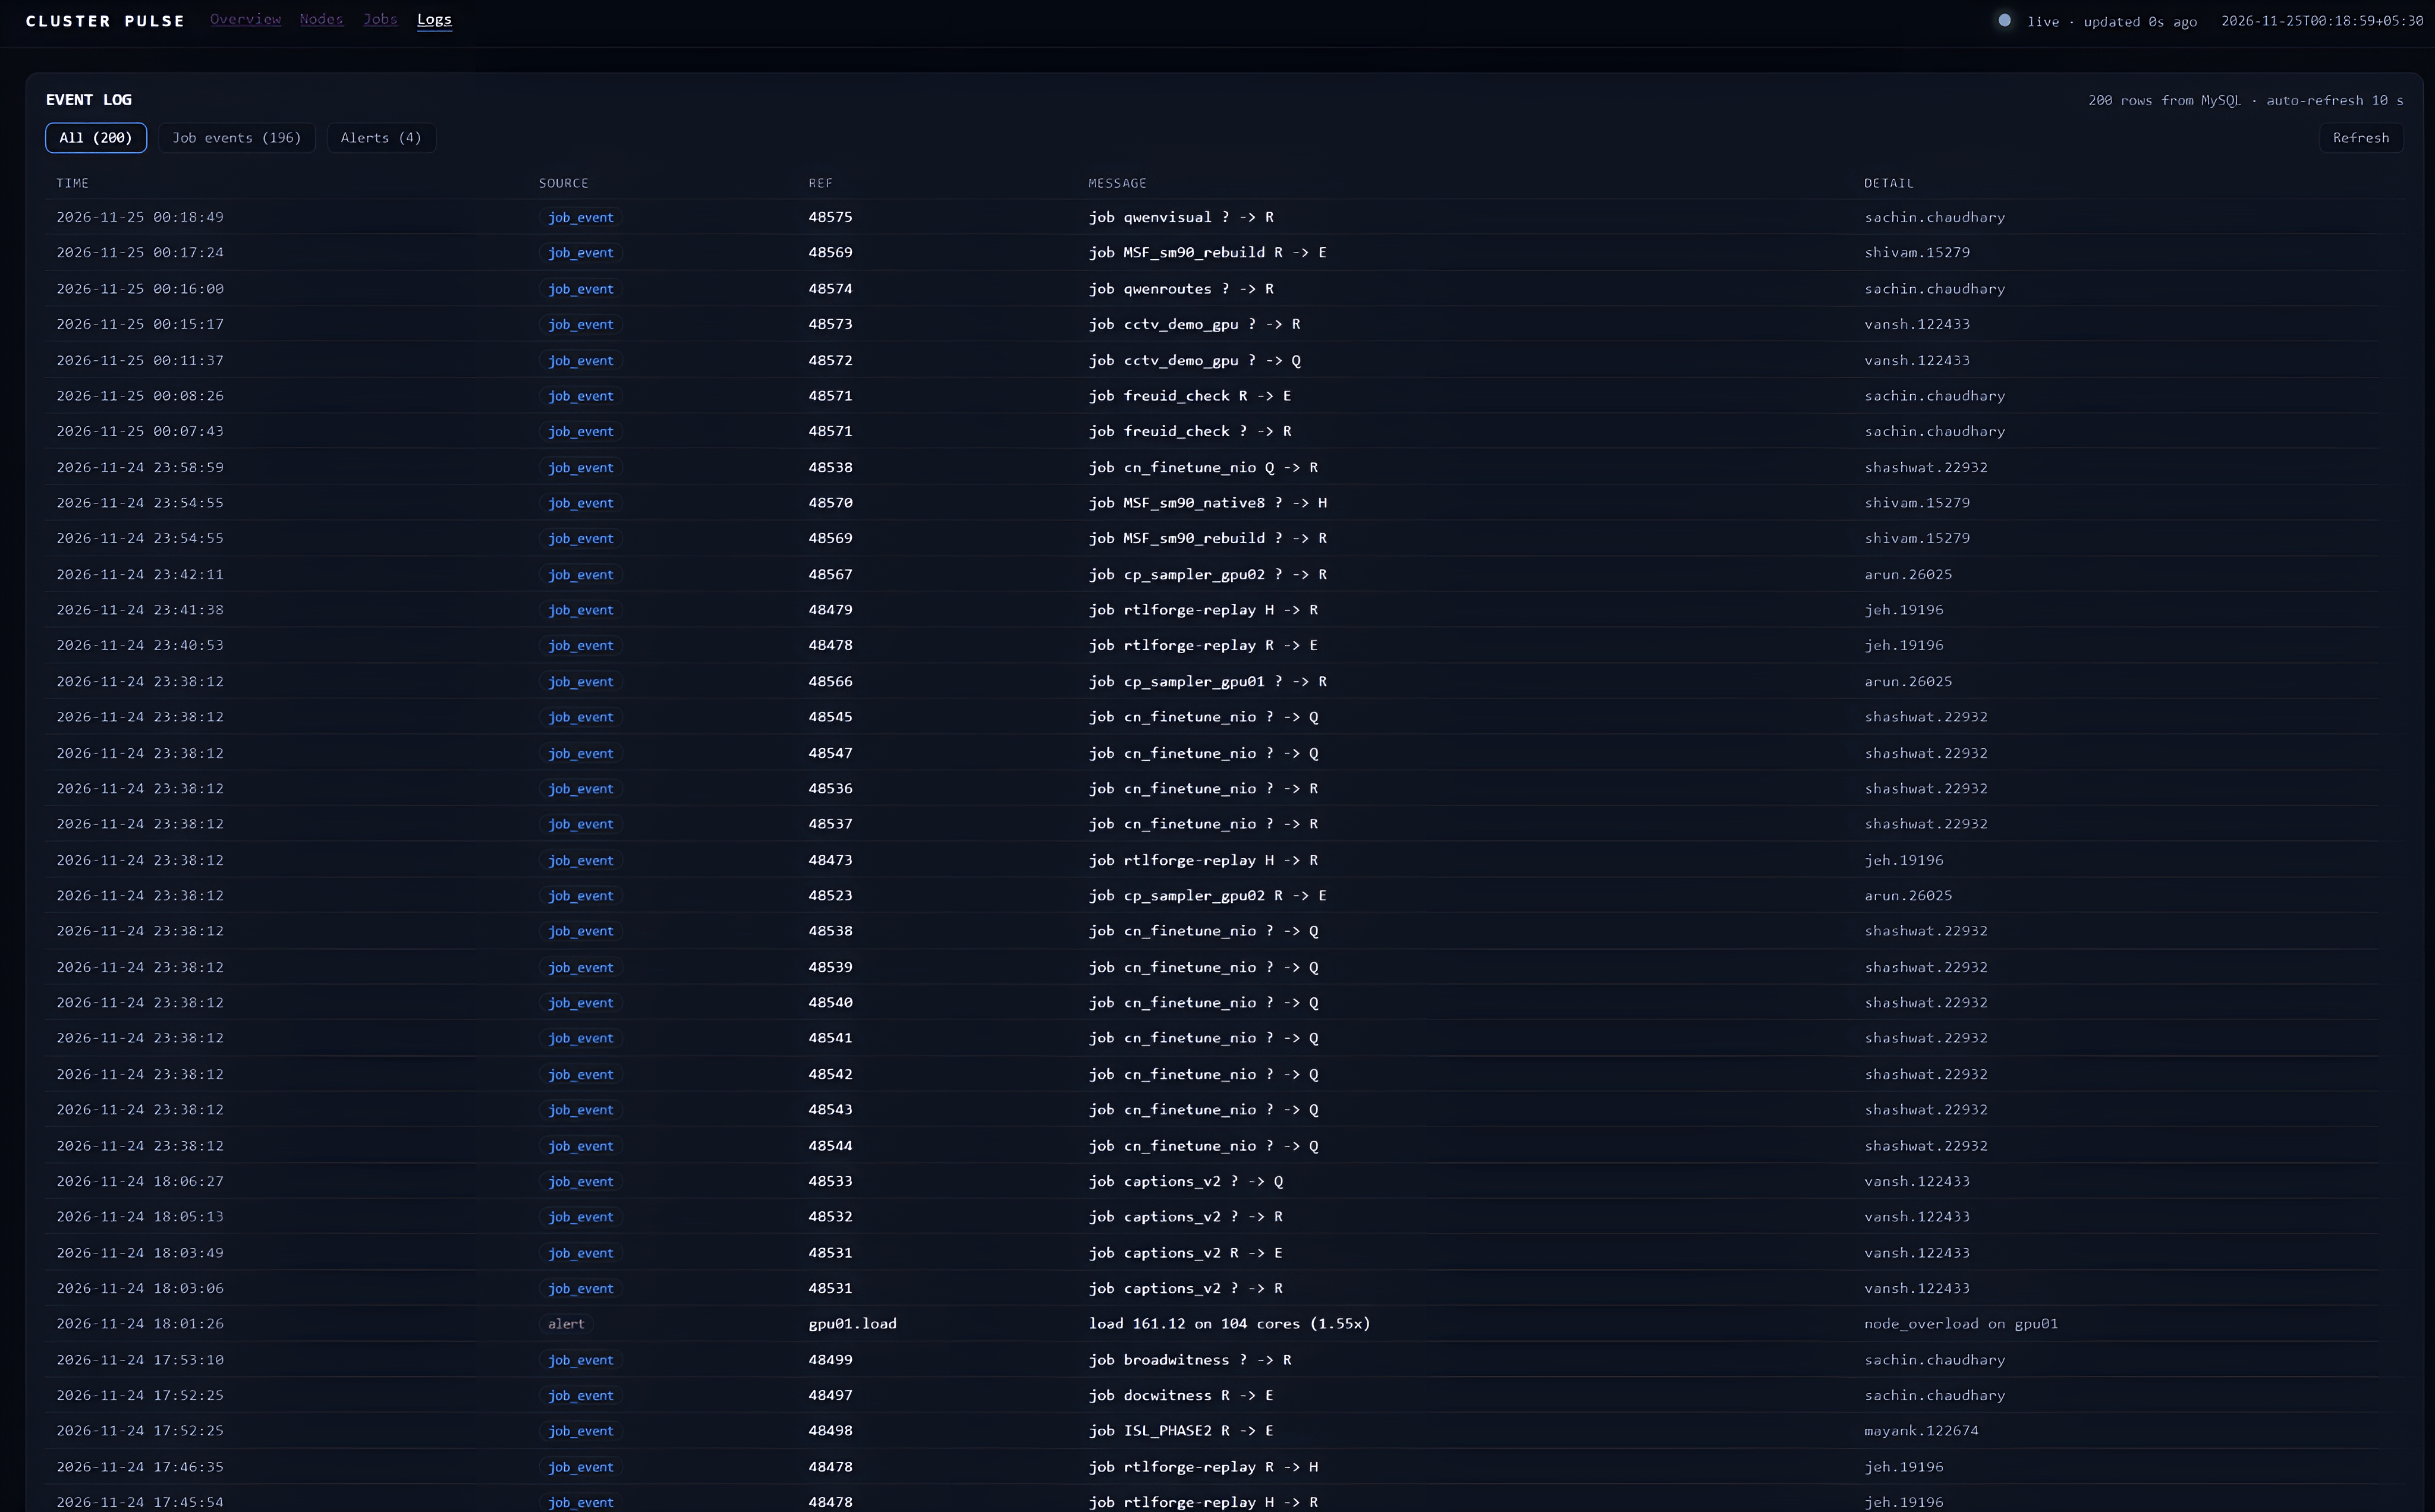 CLUSTER PULSE Overview Nodes Jobs Logs live · updated 0s ago 2026-11-25T00:18:59+05:30
EVENT LOG 200 rows from MySQL · auto-refresh 10 s
All (200) Job events (196) Alerts (4) Refresh
TIME SOURCE REF MESSAGE DETAIL
2026-11-25 00:18:49 job_event 48575 job qwenvisual ? -> R sachin.chaudhary
2026-11-25 00:17:24 job_event 48569 job MSF_sm90_rebuild R -> E shivam.15279
2026-11-25 00:16:00 job_event 48574 job qwenroutes ? -> R sachin.chaudhary
2026-11-25 00:15:17 job_event 48573 job cctv_demo_gpu ? -> R vansh.122433
2026-11-25 00:11:37 job_event 48572 job cctv_demo_gpu ? -> Q vansh.122433
2026-11-25 00:08:26 job_event 48571 job freuid_check R -> E sachin.chaudhary
2026-11-25 00:07:43 job_event 48571 job freuid_check ? -> R sachin.chaudhary
2026-11-24 23:58:59 job_event 48538 job cn_finetune_nio Q -> R shashwat.22932
2026-11-24 23:54:55 job_event 48570 job MSF_sm90_native8 ? -> H shivam.15279
2026-11-24 23:54:55 job_event 48569 job MSF_sm90_rebuild ? -> R shivam.15279
2026-11-24 23:42:11 job_event 48567 job cp_sampler_gpu02 ? -> R arun.26025
2026-11-24 23:41:38 job_event 48479 job rtlforge-replay H -> R jeh.19196
2026-11-24 23:40:53 job_event 48478 job rtlforge-replay R -> E jeh.19196
2026-11-24 23:38:12 job_event 48566 job cp_sampler_gpu01 ? -> R arun.26025
2026-11-24 23:38:12 job_event 48545 job cn_finetune_nio ? -> Q shashwat.22932
2026-11-24 23:38:12 job_event 48547 job cn_finetune_nio ? -> Q shashwat.22932
2026-11-24 23:38:12 job_event 48536 job cn_finetune_nio ? -> R shashwat.22932
2026-11-24 23:38:12 job_event 48537 job cn_finetune_nio ? -> R shashwat.22932
2026-11-24 23:38:12 job_event 48473 job rtlforge-replay H -> R jeh.19196
2026-11-24 23:38:12 job_event 48523 job cp_sampler_gpu02 R -> E arun.26025
2026-11-24 23:38:12 job_event 48538 job cn_finetune_nio ? -> Q shashwat.22932
2026-11-24 23:38:12 job_event 48539 job cn_finetune_nio ? -> Q shashwat.22932
2026-11-24 23:38:12 job_event 48540 job cn_finetune_nio ? -> Q shashwat.22932
2026-11-24 23:38:12 job_event 48541 job cn_finetune_nio ? -> Q shashwat.22932
2026-11-24 23:38:12 job_event 48542 job cn_finetune_nio ? -> Q shashwat.22932
2026-11-24 23:38:12 job_event 48543 job cn_finetune_nio ? -> Q shashwat.22932
2026-11-24 23:38:12 job_event 48544 job cn_finetune_nio ? -> Q shashwat.22932
2026-11-24 18:06:27 job_event 48533 job captions_v2 ? -> Q vansh.122433
2026-11-24 18:05:13 job_event 48532 job captions_v2 ? -> R vansh.122433
2026-11-24 18:03:49 job_event 48531 job captions_v2 R -> E vansh.122433
2026-11-24 18:03:06 job_event 48531 job captions_v2 ? -> R vansh.122433
2026-11-24 18:01:26 alert gpu01.load load 161.12 on 104 cores (1.55x) node_overload on gpu01
2026-11-24 17:53:10 job_event 48499 job broadwitness ? -> R sachin.chaudhary
2026-11-24 17:52:25 job_event 48497 job docwitness R -> E sachin.chaudhary
2026-11-24 17:52:25 job_event 48498 job ISL_PHASE2 R -> E mayank.122674
2026-11-24 17:46:35 job_event 48478 job rtlforge-replay R -> H jeh.19196
2026-11-24 17:45:54 job_event 48478 job rtlforge-replay H -> R jeh.19196